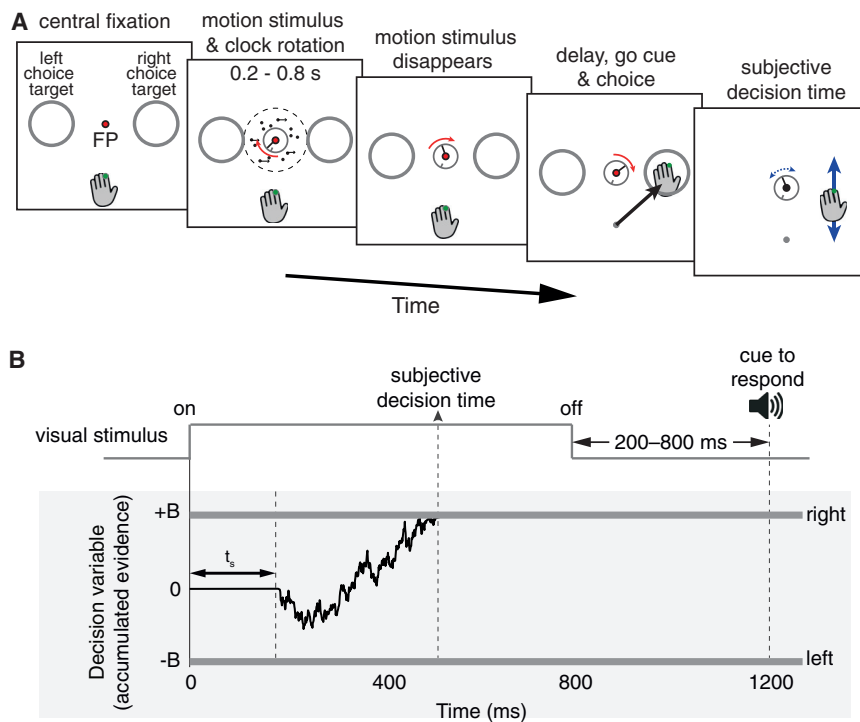 A
central fixation
left
choice
target
right
choice
target
FP
motion stimulus
& clock rotation
0.2 - 0.8 s
motion stimulus
disappears
delay, go cue
& choice
subjective
decision time
Time
B
visual stimulus
on
subjective
decision time
off
cue to
respond
200–800 ms
Decision variable
(accumulated evidence)
+B
0
-B
ts
right
left
0
400
800
1200
Time (ms)